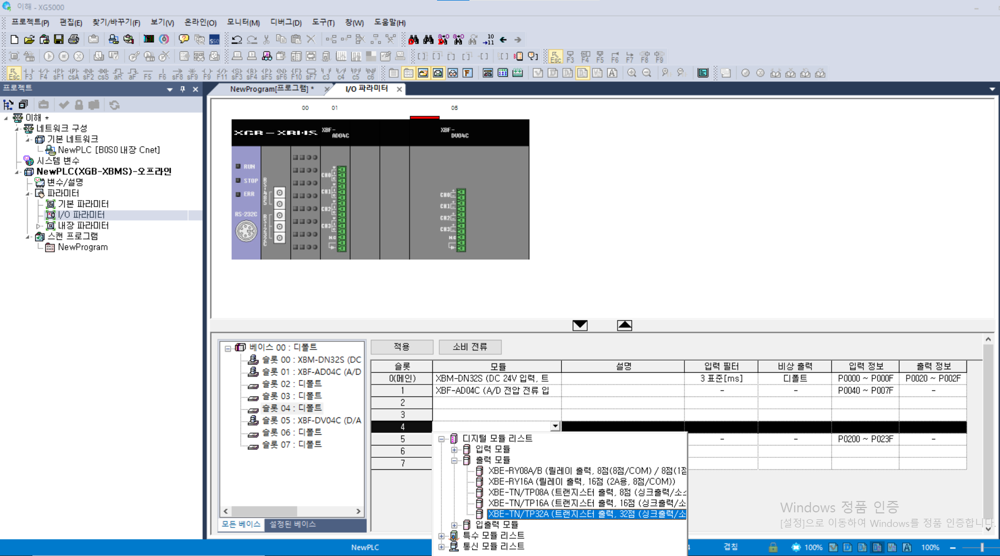 이해 - XG5000
프로젝트(P) 편집(E) 찾기/바꾸기(F) 보기(V) 온라인(O) 모니터(M) 디버그(D) 도구(T) 창(W) 도움말(H)
Esc F3 F4 F5 F6 F7 F8 F9
Esc F3 F4 sF1 csA sF2 csS aR aF F5 F6 sF8 sF9 F9 F11 sF3 sF4 sF5 sF6 F10 sF7 c3 c4 c5 c6
프로젝트
NewProgram[프로그램] *
I/O 파라미터
이해 *
네트워크 구성
기본 네트워크
NewPLC [B0S0 내장 Cnet]
시스템 변수
NewPLC(XGB-XBMS)-오프라인
변수/설명
파라미터
기본 파라미터
I/O 파라미터
내장 파라미터
스캔 프로그램
NewProgram
00 01 05
XGB - XBMS
XBF-
AD04C
XBF-
DV04C
RUN
STOP
ERR
RS-232C
CH0
CH1
CH2
CH3
N.C
CH0
CH1
CH2
CH3
N.C
베이스 00 : 디폴트
슬롯 00 : XBM-DN32S (DC
슬롯 01 : XBF-AD04C (A/D
슬롯 02 : 디폴트
슬롯 03 : 디폴트
슬롯 04 : 디폴트
슬롯 05 : XBF-DV04C (D/A
슬롯 06 : 디폴트
슬롯 07 : 디폴트
모든 베이스 설정된 베이스
적용 소비 전류
슬롯 모듈 설명 입력 필터 비상 출력 입력 정보 출력 정보
0(메인) XBM-DN32S (DC 24V 입력, 트 3 표준[ms] 디폴트 P0000 ~ P000F P0020 ~ P002F
1 XBF-AD04C (A/D 전압 전류 입 - - P0040 ~ P007F -
2
3
4
5 - - P0200 ~ P023F -
6
7
디지털 모듈 리스트
입력 모듈
출력 모듈
XBE-RY08A/B (릴레이 출력, 8점(8점/COM) / 8점(1점
XBE-RY16A (릴레이 출력, 16점 (2A용, 8점/COM))
XBE-TN/TP08A (트랜지스터 출력, 8점 (싱크출력/소스
XBE-TN/TP16A (트랜지스터 출력, 16점 (싱크출력/소
XBE-TN/TP32A (트랜지스터 출력, 32점 (싱크출력/소
입출력 모듈
특수 모듈 리스트
통신 모듈 리스트
Windows 정품 인증
[설정]으로 이동하여 Windows를 정품 인증합니다.
NewPLC 겹침 100% 100%